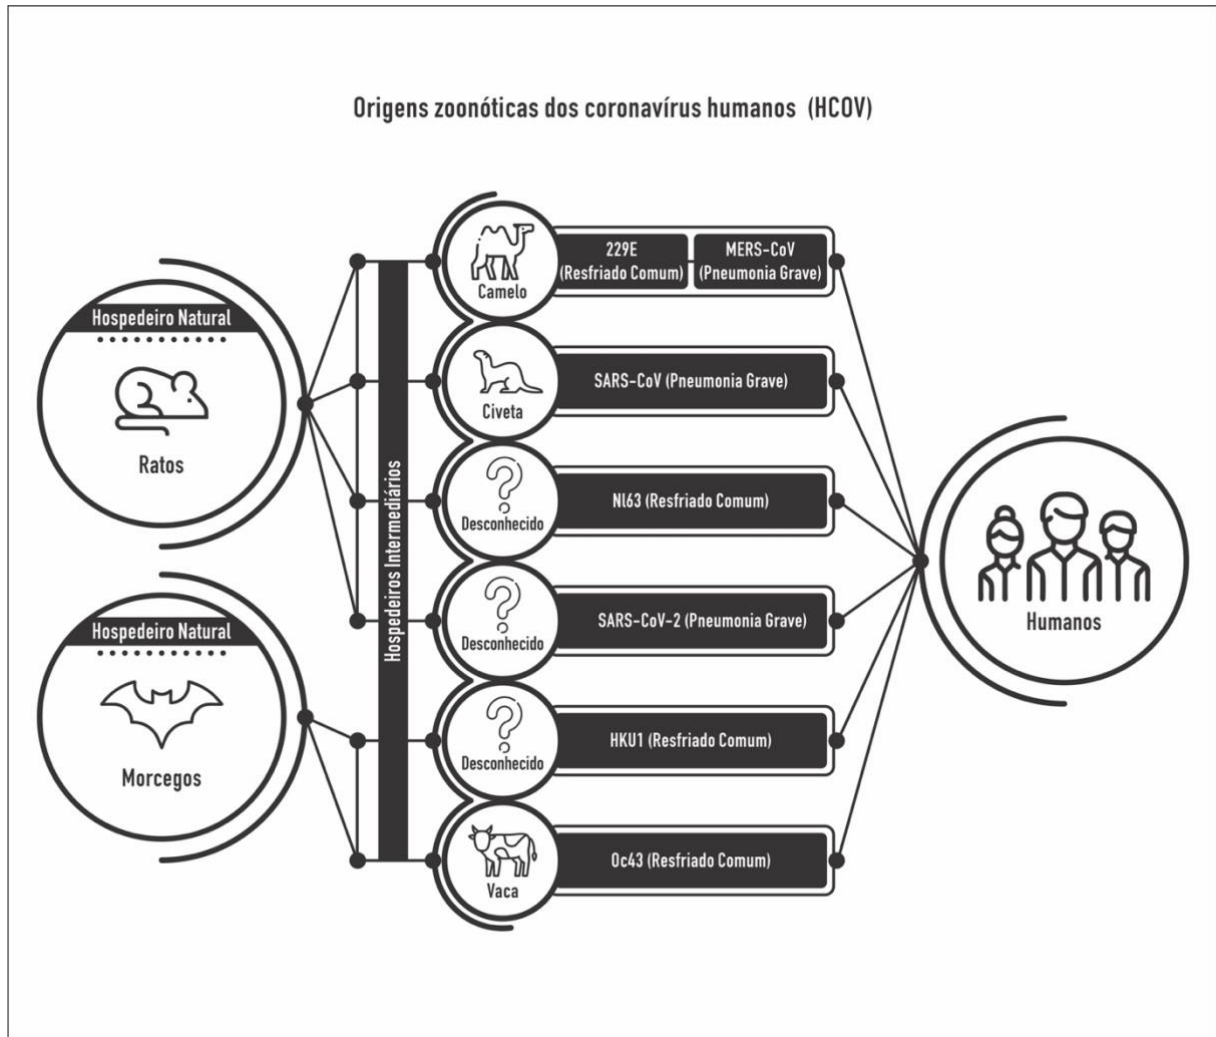 Origens zoonóticas dos coronavírus humanos (HCOV)
Hospedeiro Natural
Ratos
Hospedeiro Natural
Morcegos
Hospedeiros Intermediários
Camelo
229E
(Resfriado Comum)
MERS-CoV
(Pneumonia Grave)
Civeta
SARS-CoV (Pneumonia Grave)
?
Desconhecido
Nl63 (Resfriado Comum)
?
Desconhecido
SARS-CoV-2 (Pneumonia Grave)
?
Desconhecido
HKU1 (Resfriado Comum)
Vaca
Oc43 (Resfriado Comum)
Humanos